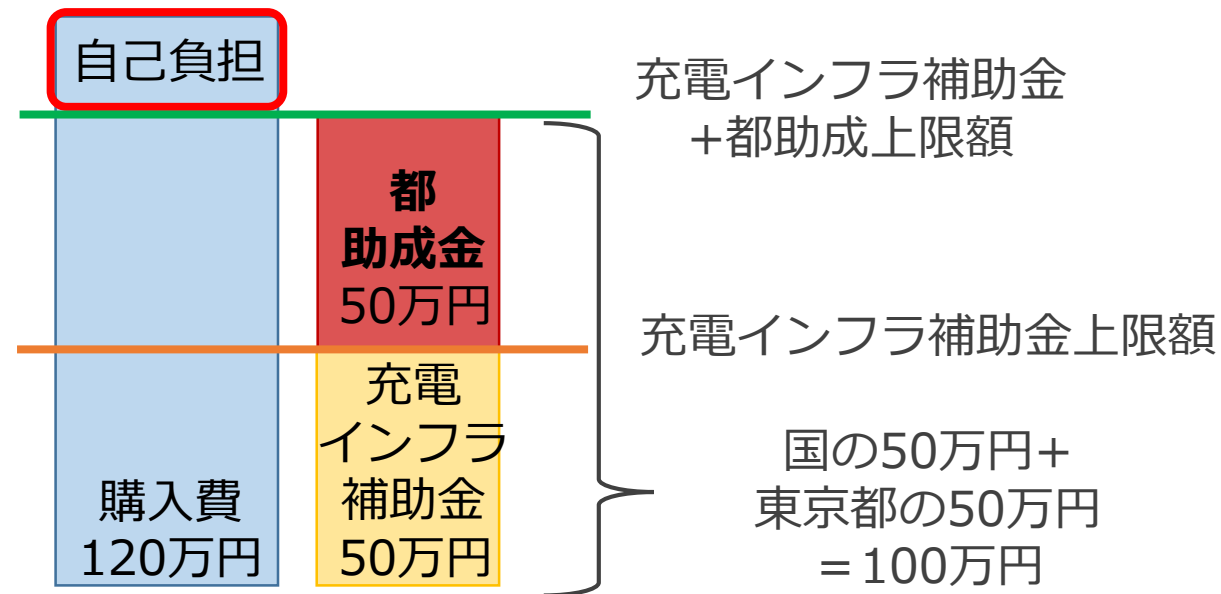 自己負担
購入費
120万円
都
助成金
50万円
充電
インフラ
補助金
50万円
充電インフラ補助金
+都助成上限額
充電インフラ補助金上限額
国の50万円+
東京都の50万円
＝100万円